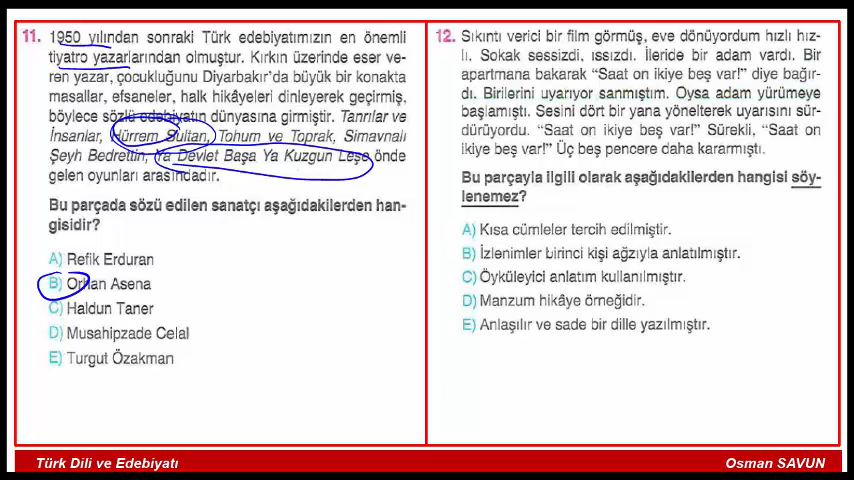 11. 1950 yılından sonraki Türk edebiyatımızın en önemli
tiyatro yazarlarından olmuştur. Kırkın üzerinde eser ve-
ren yazar, çocukluğunu Diyarbakır'da büyük bir konakta
masallar, efsaneler, halk hikâyeleri dinleyerek geçirmiş,
böylece sözlü edebiyatın dünyasına girmiştir. Tanrılar ve
İnsanlar, Hürrem Sultan, Tohum ve Toprak, Simavnalı
Şeyh Bedrettin, Ya Devlet Başa Ya Kuzgun Leşe önde
gelen oyunları arasındadır.
Bu parçada sözü edilen sanatçı aşağıdakilerden han-
gisidir?
A) Refik Erduran
B) Orhan Asena
C) Haldun Taner
D) Musahipzade Celal
E) Turgut Özakman
12. Sıkıntı verici bir film görmüş, eve dönüyordum hızlı hız-
lı. Sokak sessizdi, ıssızdı. İleride bir adam vardı. Bir
apartmana bakarak “Saat on ikiye beş var!” diye bağır-
dı. Birilerini uyarıyor sanmıştım. Oysa adam yürümeye
başlamıştı. Sesini dört bir yana yönelterek uyarısını sür-
dürüyordu. “Saat on ikiye beş var!” Sürekli, “Saat on
ikiye beş var!” Üç beş pencere daha kararmıştı.
Bu parçayla ilgili olarak aşağıdakilerden hangisi söy-
lenemez?
A) Kısa cümleler tercih edilmiştir.
B) İzlenimler birinci kişi ağzıyla anlatılmıştır.
C) Öyküleyici anlatım kullanılmıştır.
D) Manzum hikâye örneğidir.
E) Anlaşılır ve sade bir dille yazılmıştır.
Türk Dili ve Edebiyatı
Osman SAVUN